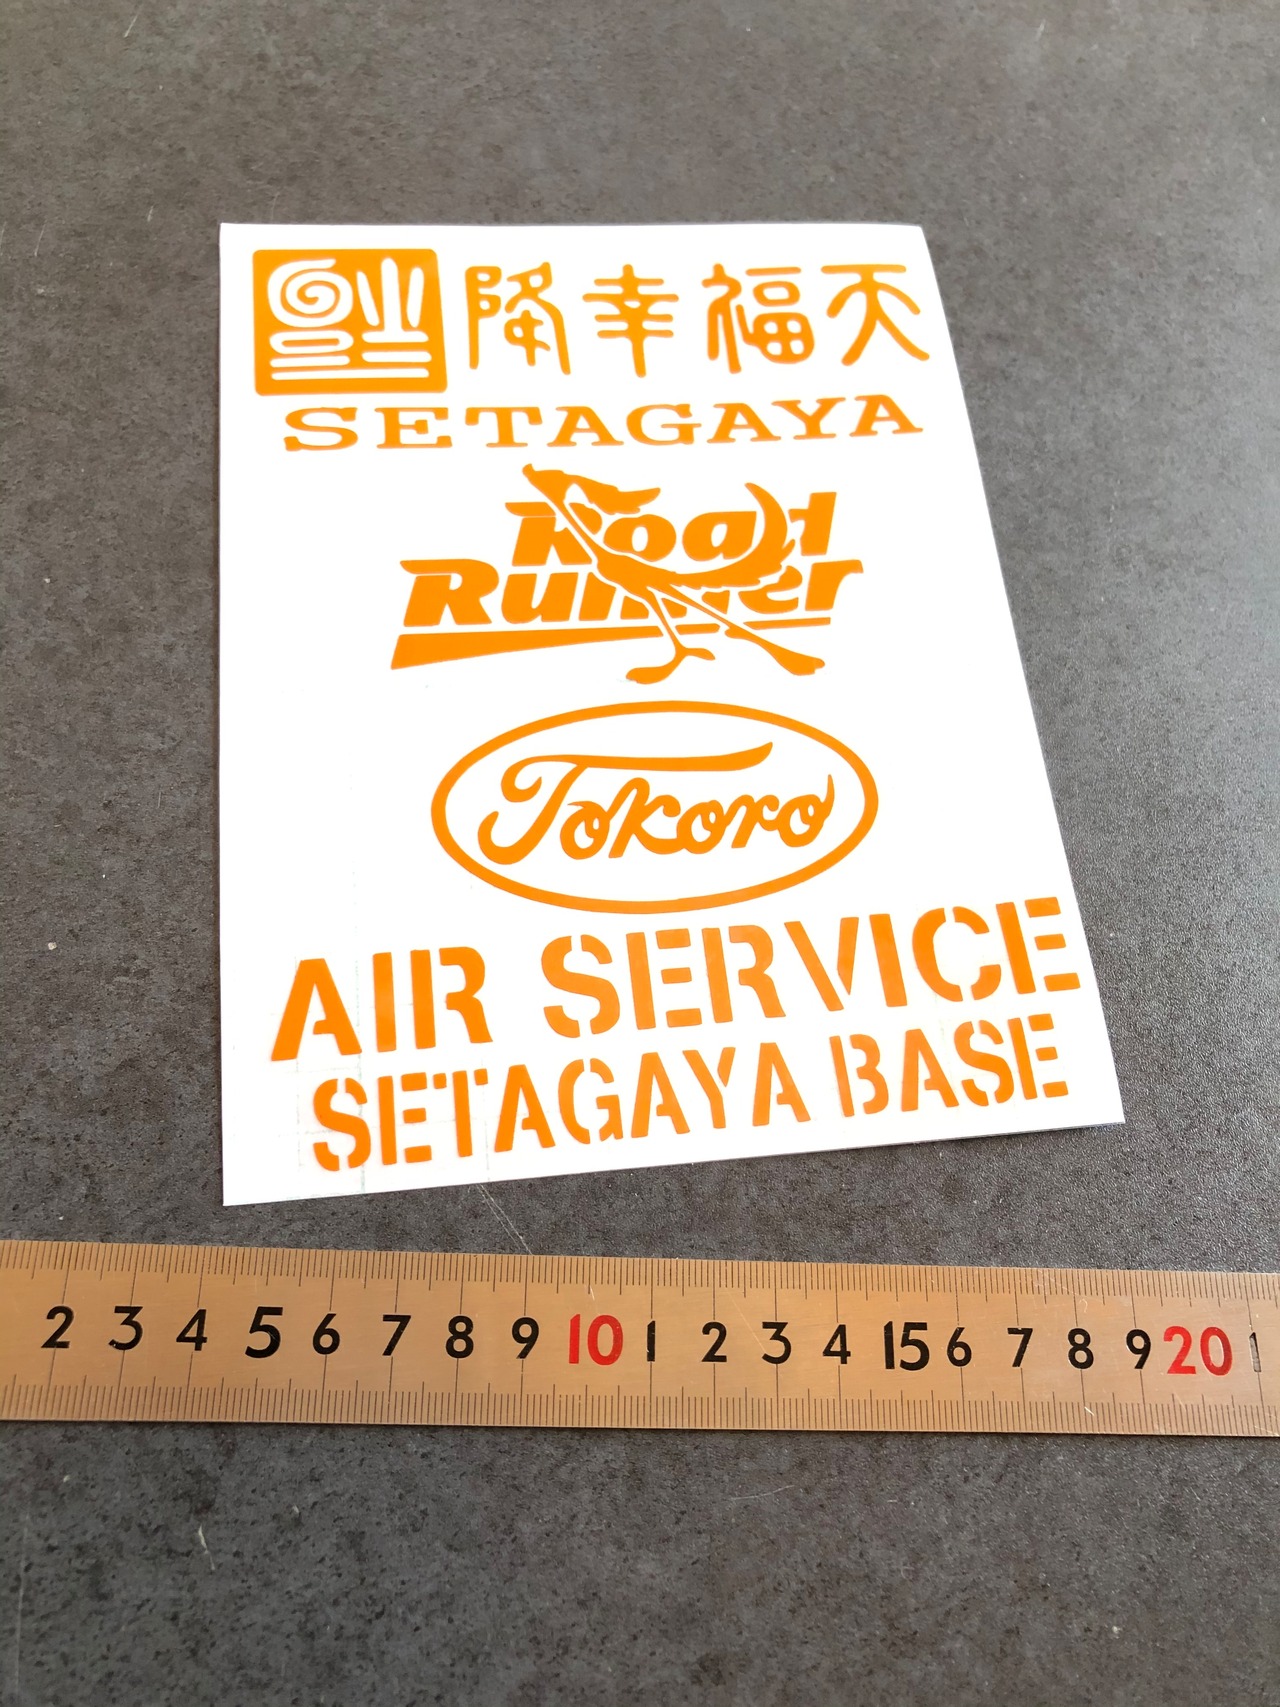 降幸福天
SETAGAYA
Road
Runner
Tokoro
AIR SERVICE
SETAGAYA BASE
2 3 4 5 6 7 8 9 10 1 2 3 4 15 6 7 8 9 20 1